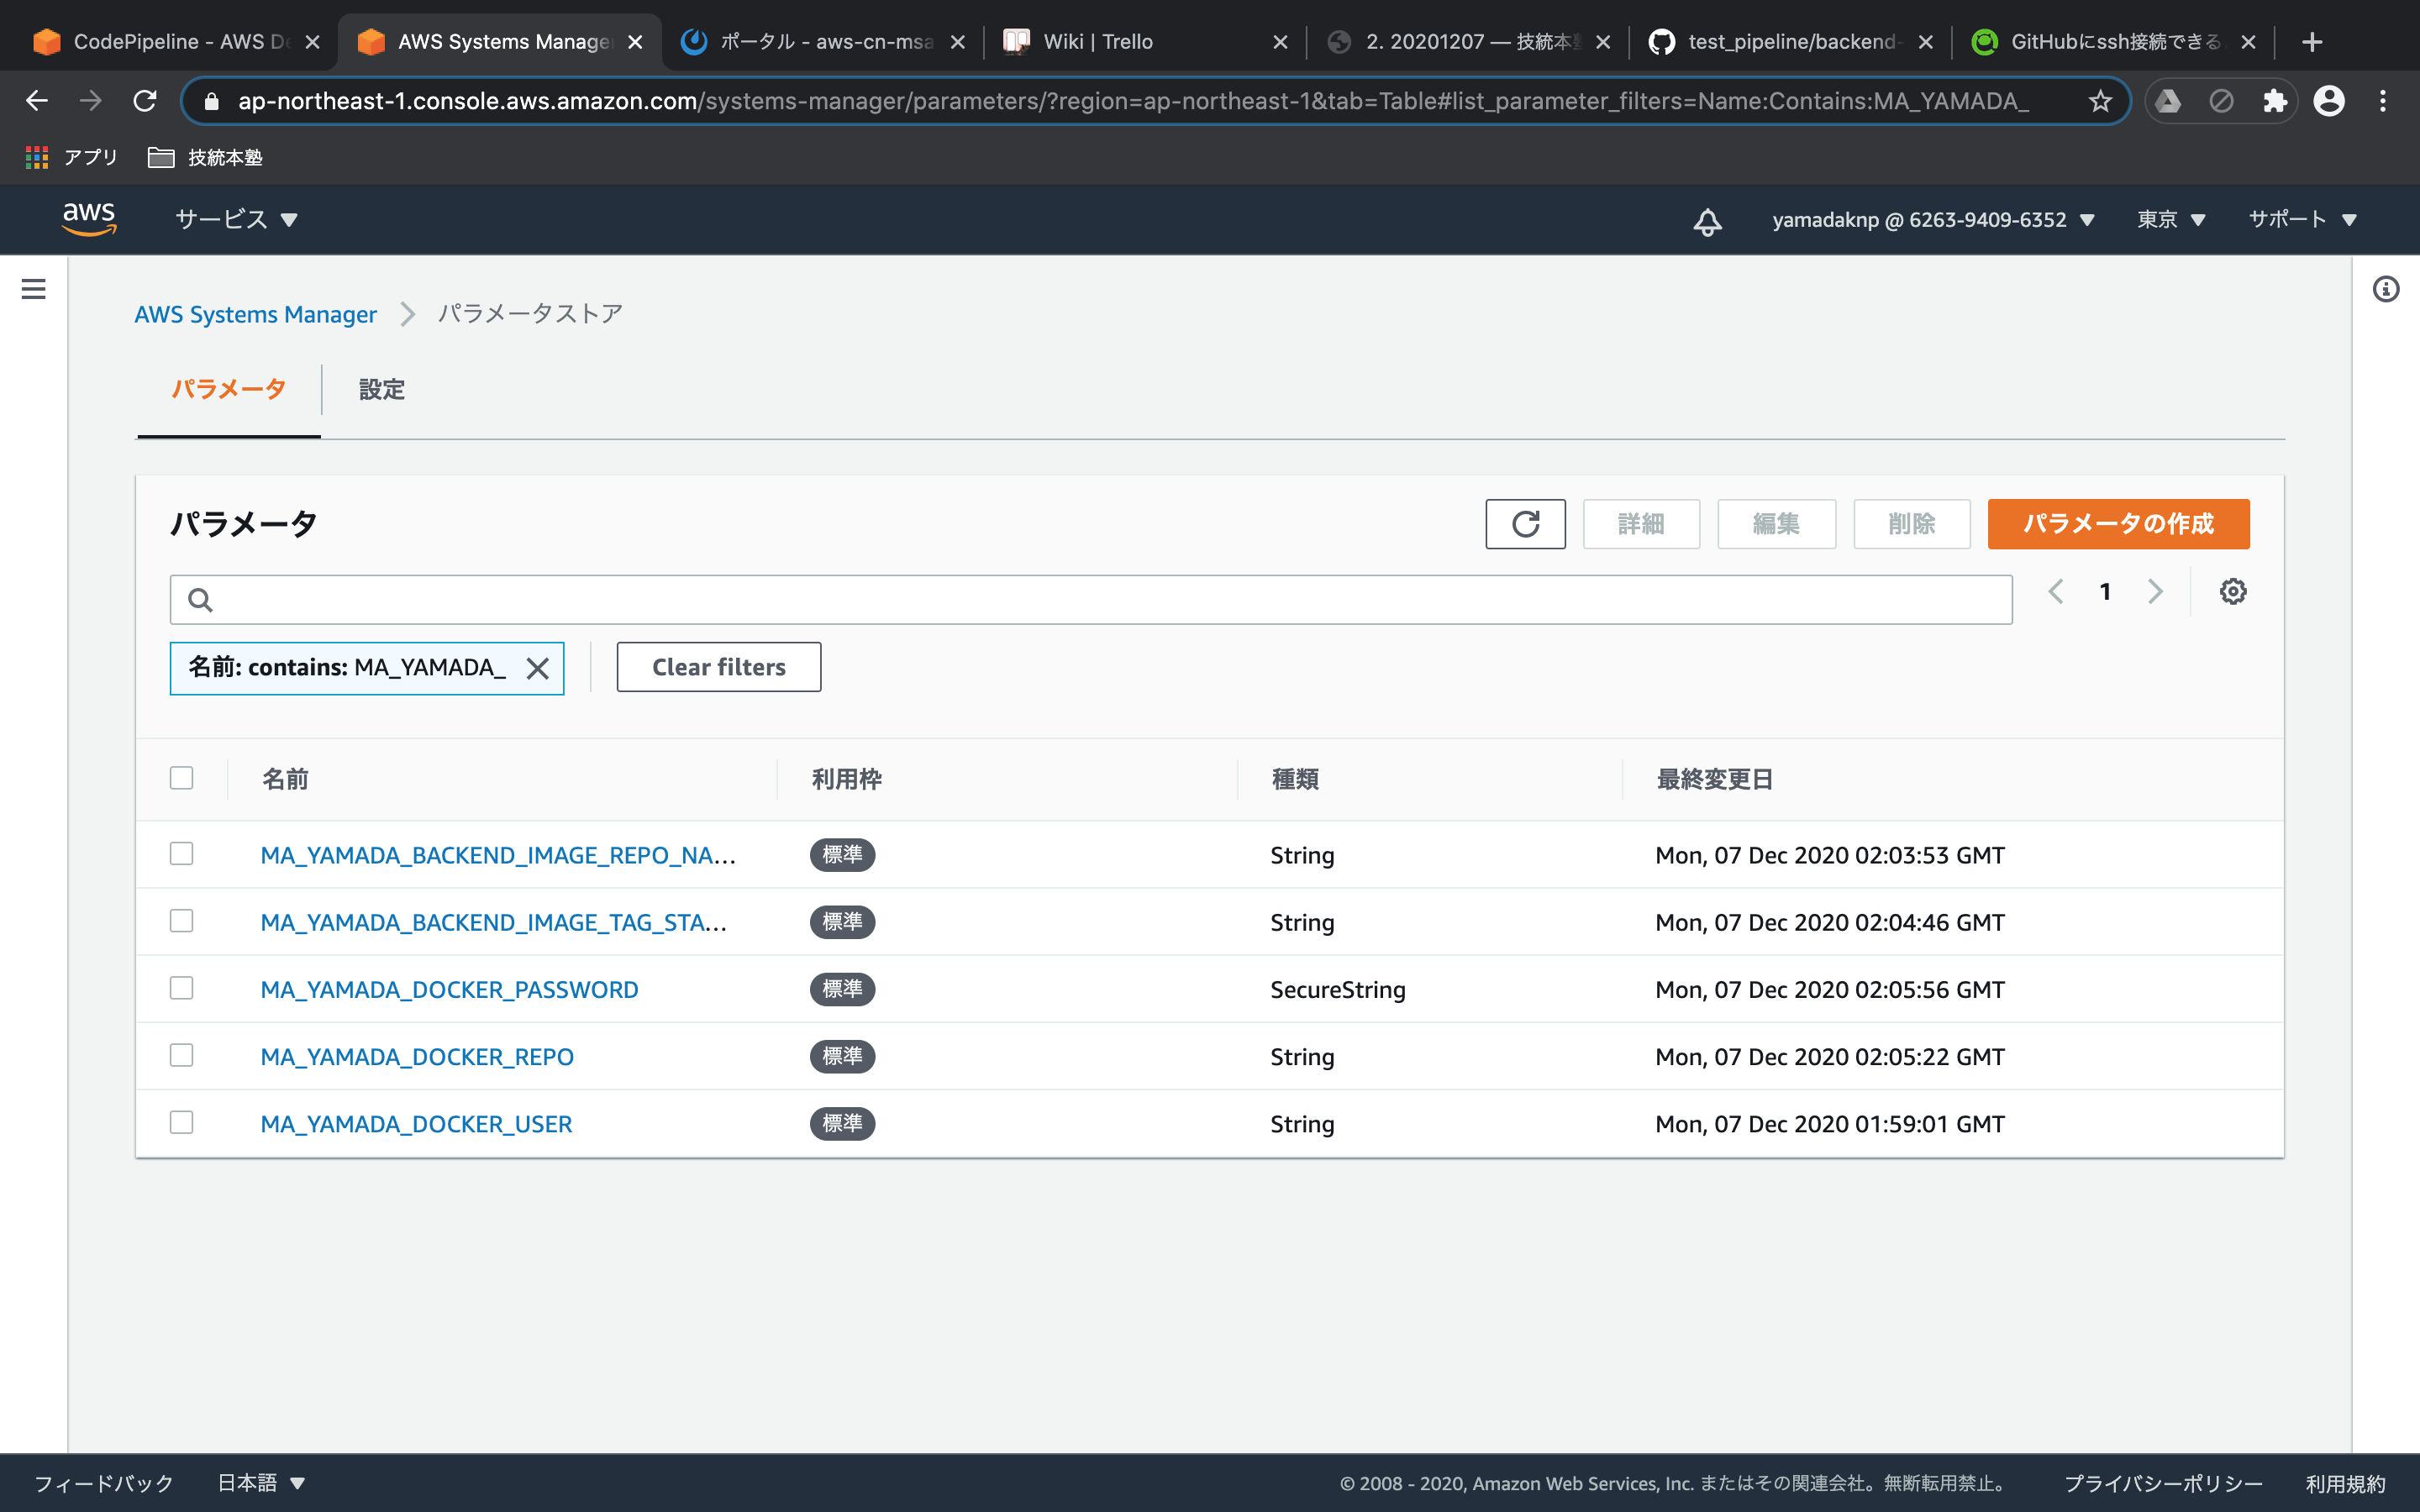 CodePipeline - AWS De
AWS Systems Manager
ポータル - aws-cn-msa
Wiki | Trello
2. 20201207 — 技統本塾
test_pipeline/backend-
GitHubにssh接続できる
ap-northeast-1.console.aws.amazon.com/systems-manager/parameters/?region=ap-northeast-1&tab=Table#list_parameter_filters=Name:Contains:MA_YAMADA_
アプリ
技統本塾
aws
サービス
yamadaknp @ 6263-9409-6352
東京
サポート
AWS Systems Manager
パラメータストア
パラメータ
設定
パラメータ
詳細
編集
削除
パラメータの作成
1
名前: contains: MA_YAMADA_
Clear filters
名前 利用枠 種類 最終変更日
MA_YAMADA_BACKEND_IMAGE_REPO_NA... 標準 String Mon, 07 Dec 2020 02:03:53 GMT
MA_YAMADA_BACKEND_IMAGE_TAG_STA... 標準 String Mon, 07 Dec 2020 02:04:46 GMT
MA_YAMADA_DOCKER_PASSWORD 標準 SecureString Mon, 07 Dec 2020 02:05:56 GMT
MA_YAMADA_DOCKER_REPO 標準 String Mon, 07 Dec 2020 02:05:22 GMT
MA_YAMADA_DOCKER_USER 標準 String Mon, 07 Dec 2020 01:59:01 GMT
フィードバック
日本語
© 2008 - 2020, Amazon Web Services, Inc. またはその関連会社。無断転用禁止。
プライバシーポリシー
利用規約